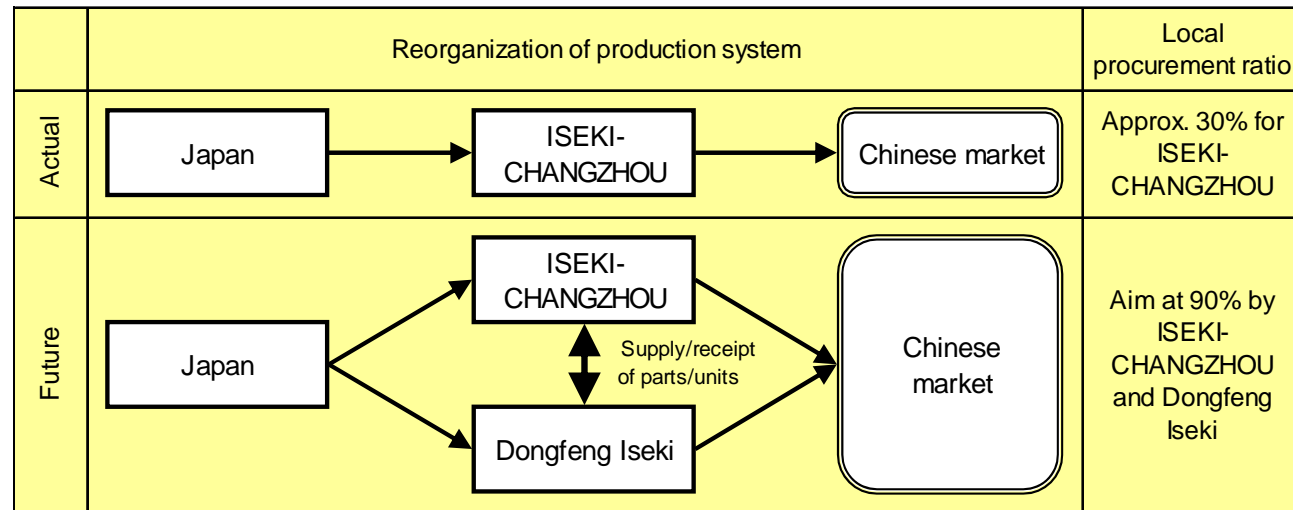 Reorganization of production system
Local
procurement ratio
Actual
Japan
ISEKI-
CHANGZHOU
Chinese market
Approx. 30% for
ISEKI-
CHANGZHOU
Future
Japan
ISEKI-
CHANGZHOU
Supply/receipt
of parts/units
Dongfeng Iseki
Chinese
market
Aim at 90% by
ISEKI-
CHANGZHOU
and Dongfeng
Iseki